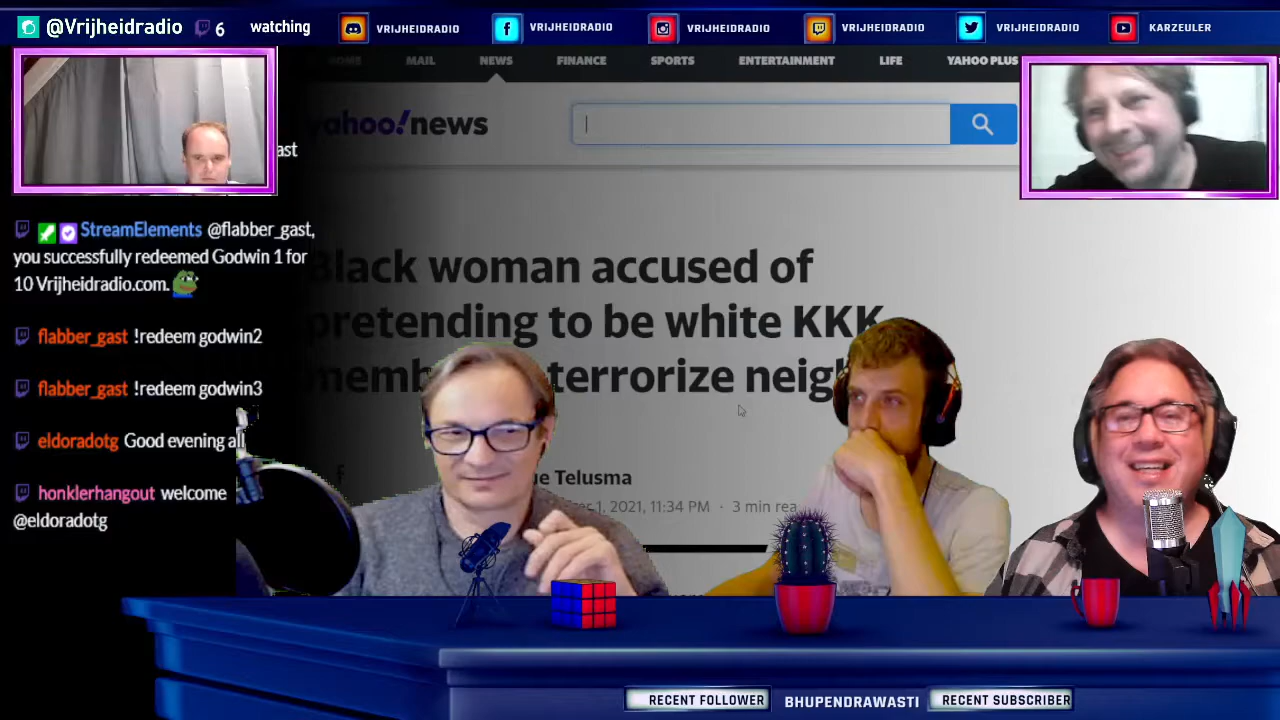 @Vrijheidradio 6 watching VRIJHEIDRADIO VRIJHEIDRADIO VRIJHEIDRADIO VRIJHEIDRADIO VRIJHEIDRADIO KARZEULER
HOME MAIL NEWS FINANCE SPORTS ENTERTAINMENT LIFE YAHOO PLUS
yahoo!news
StreamElements @flabber_gast,
you successfully redeemed Godwin 1 for
10 Vrijheidradio.com.
flabber_gast !redeem godwin2
flabber_gast !redeem godwin3
eldoradotg Good evening all
honklerhangout welcome
@eldoradotg
Black woman accused of
pretending to be white KKK
terrorize
Telusma
1, 2021, 11:34 PM · 3 min
RECENT FOLLOWER BHUPENDRAWASTI RECENT SUBSCRIBER